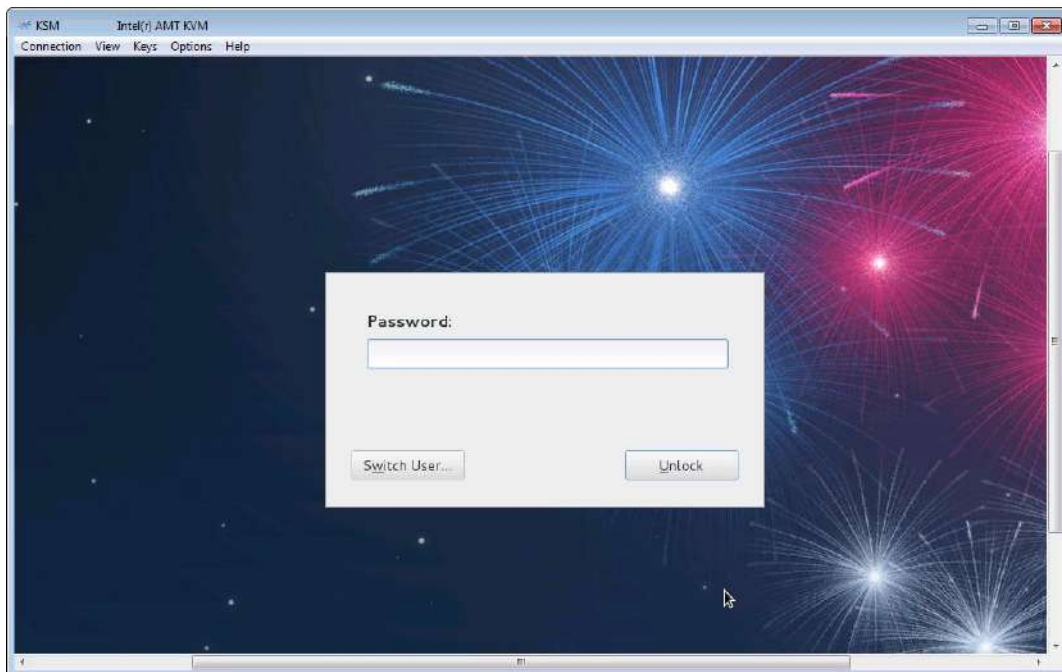 KSM Intel(r) AMT KVM
Connection View Keys Options Help
Password:
Switch User... Unlock